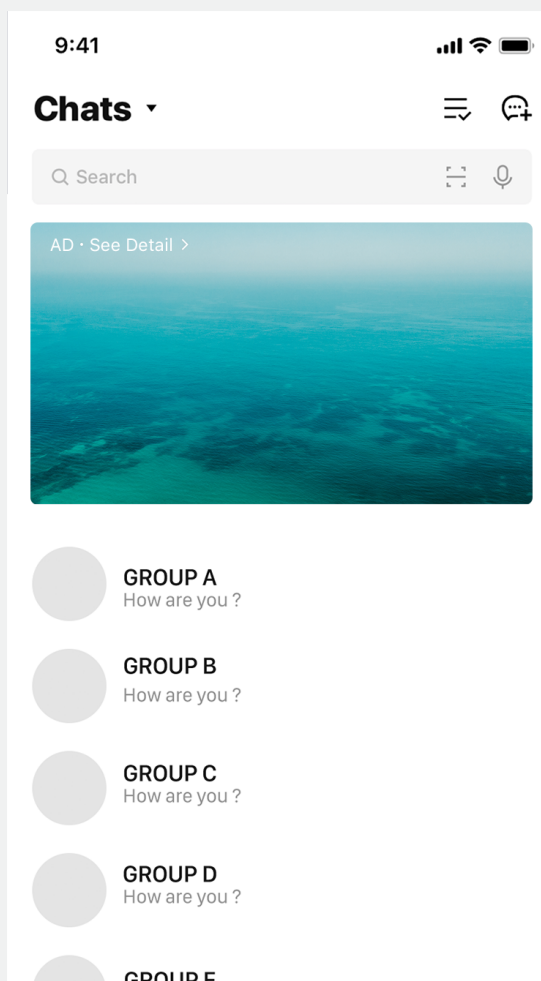 9:41
Chats
Search
AD · See Detail >
GROUP A
How are you ?
GROUP B
How are you ?
GROUP C
How are you ?
GROUP D
How are you ?
GROUP E